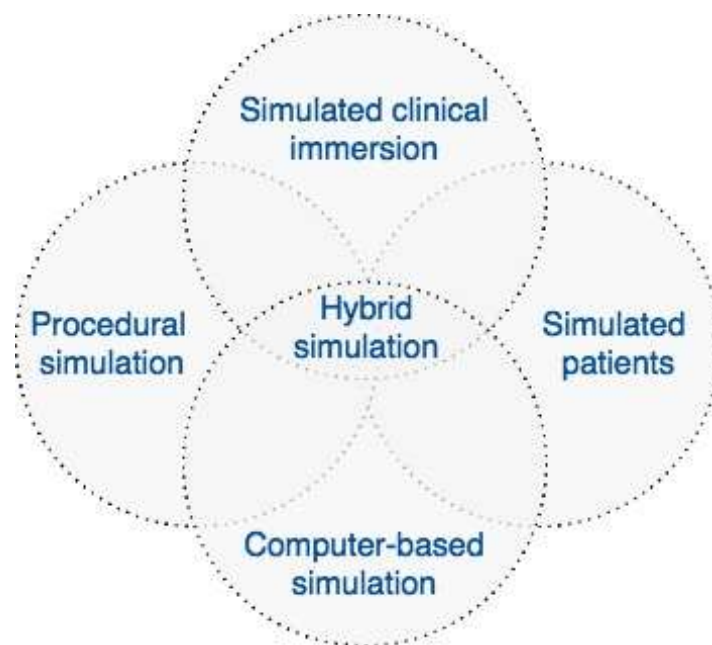 Simulated clinical
immersion
Procedural
simulation
Hybrid
simulation
Simulated
patients
Computer-based
simulation